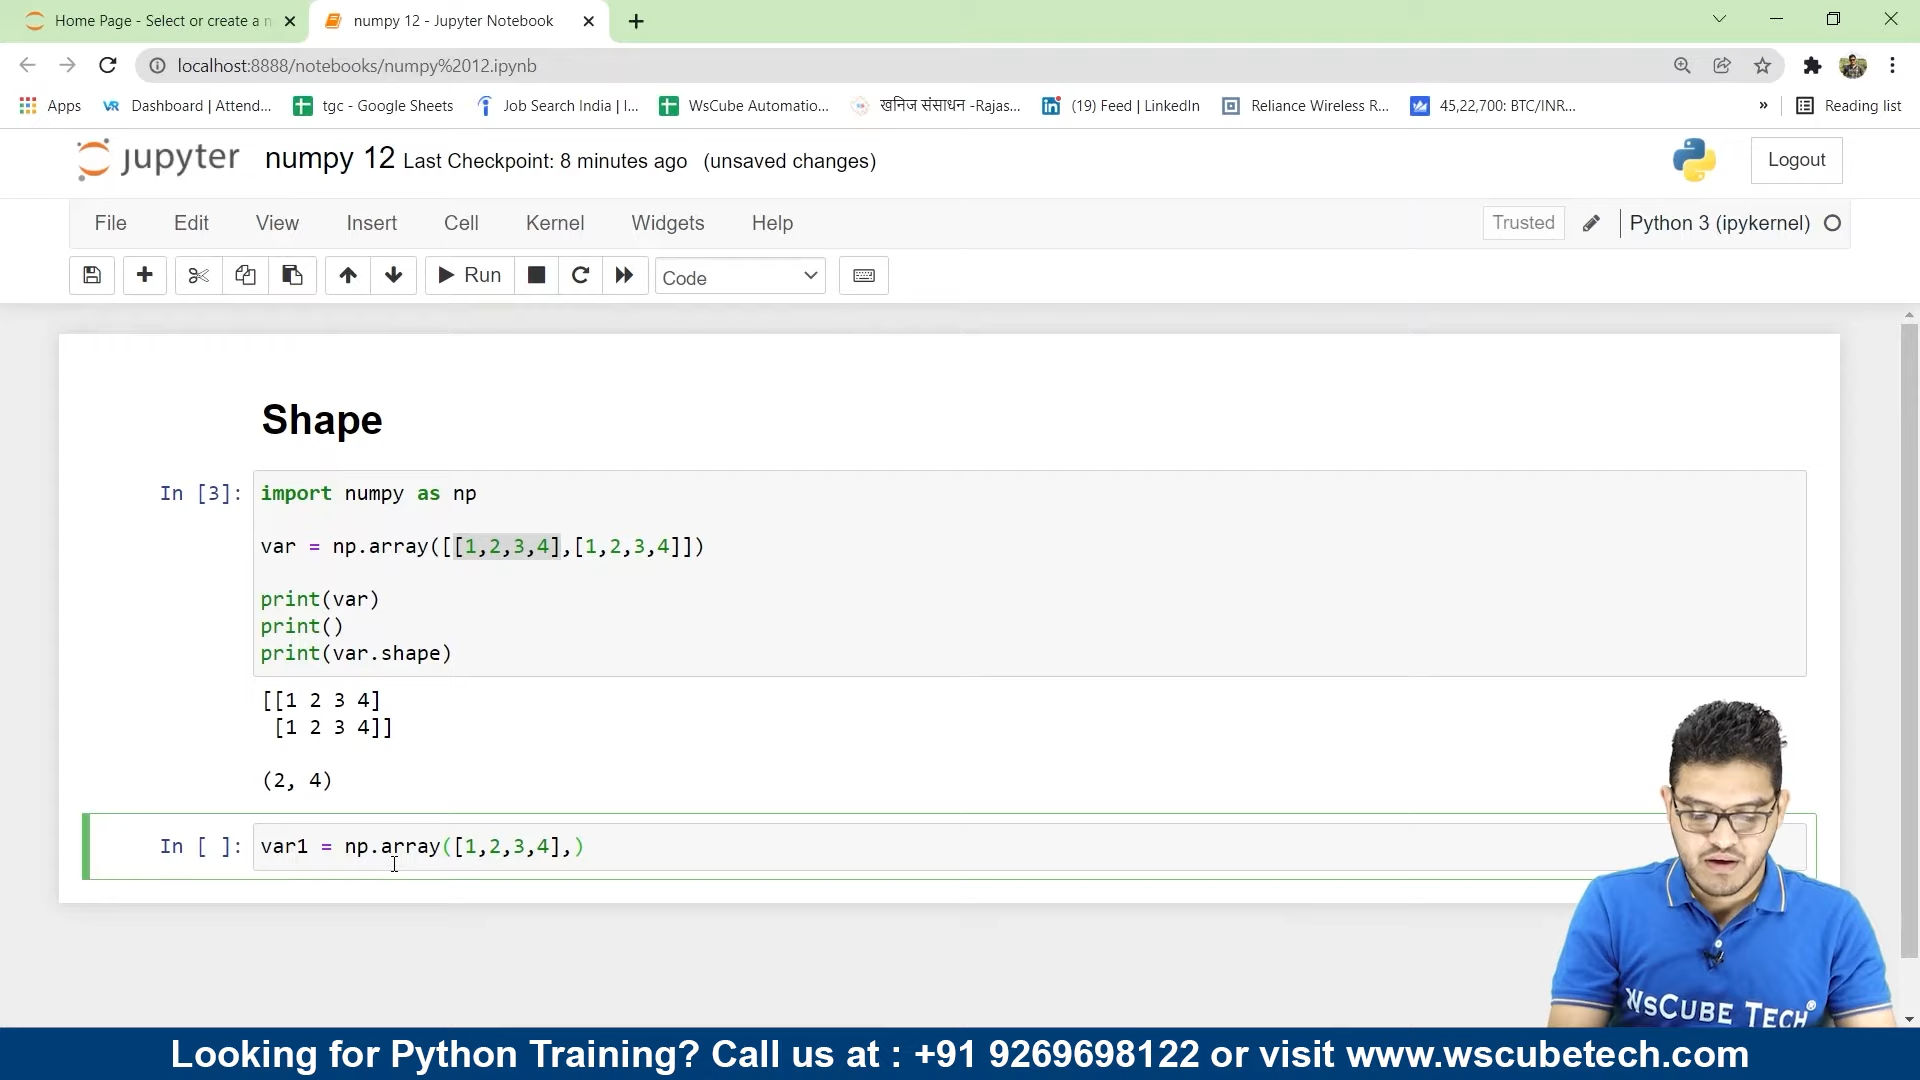 Home Page - Select or create a n
numpy 12 - Jupyter Notebook
localhost:8888/notebooks/numpy%2012.ipynb
Apps
VR Dashboard | Attend...
tgc - Google Sheets
Job Search India | I...
WsCube Automatio...
खनिज संसाधन -Rajas...
(19) Feed | LinkedIn
Reliance Wireless R...
45,22,700: BTC/INR...
»
Reading list
jupyter numpy 12 Last Checkpoint: 8 minutes ago (unsaved changes)
Logout
File Edit View Insert Cell Kernel Widgets Help
Trusted
Python 3 (ipykernel)
Run
Code
Shape
In [3]: import numpy as np
var = np.array([[1,2,3,4],[1,2,3,4]])
print(var)
print()
print(var.shape)
[[1 2 3 4]
[1 2 3 4]]
(2, 4)
In [ ]: var1 = np.array([1,2,3,4],)
WsCube Tech®
Looking for Python Training? Call us at : +91 9269698122 or visit www.wscubetech.com